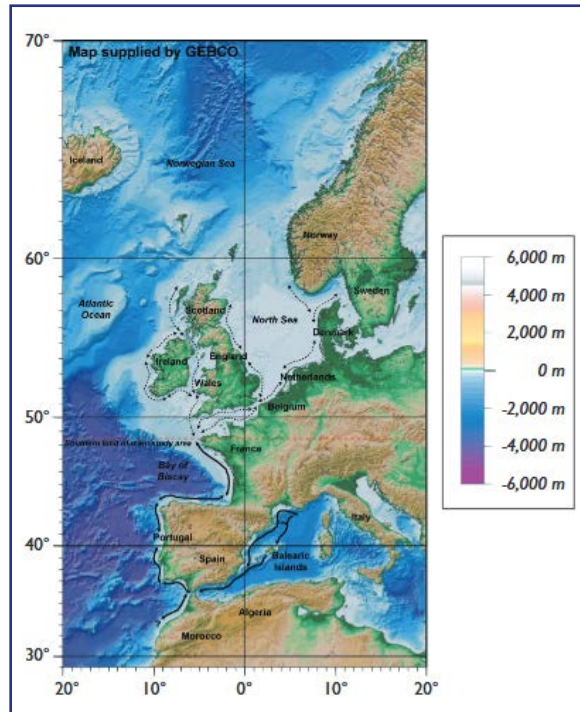 70°
Map supplied by GEBCO
Iceland
Norwegian Sea
Norway
60°
Sweden
Atlantic
Ocean
Scotland
North Sea
Denmark
Ireland
England
Wales
Netherlands
50°
Belgium
France
Bay of
Biscay
Italy
40°
Portugal
Spain
Balearic
Islands
Algeria
Morocco
30°
20°
10°
0°
10°
20°
6,000 m
4,000 m
2,000 m
0 m
-2,000 m
-4,000 m
-6,000 m